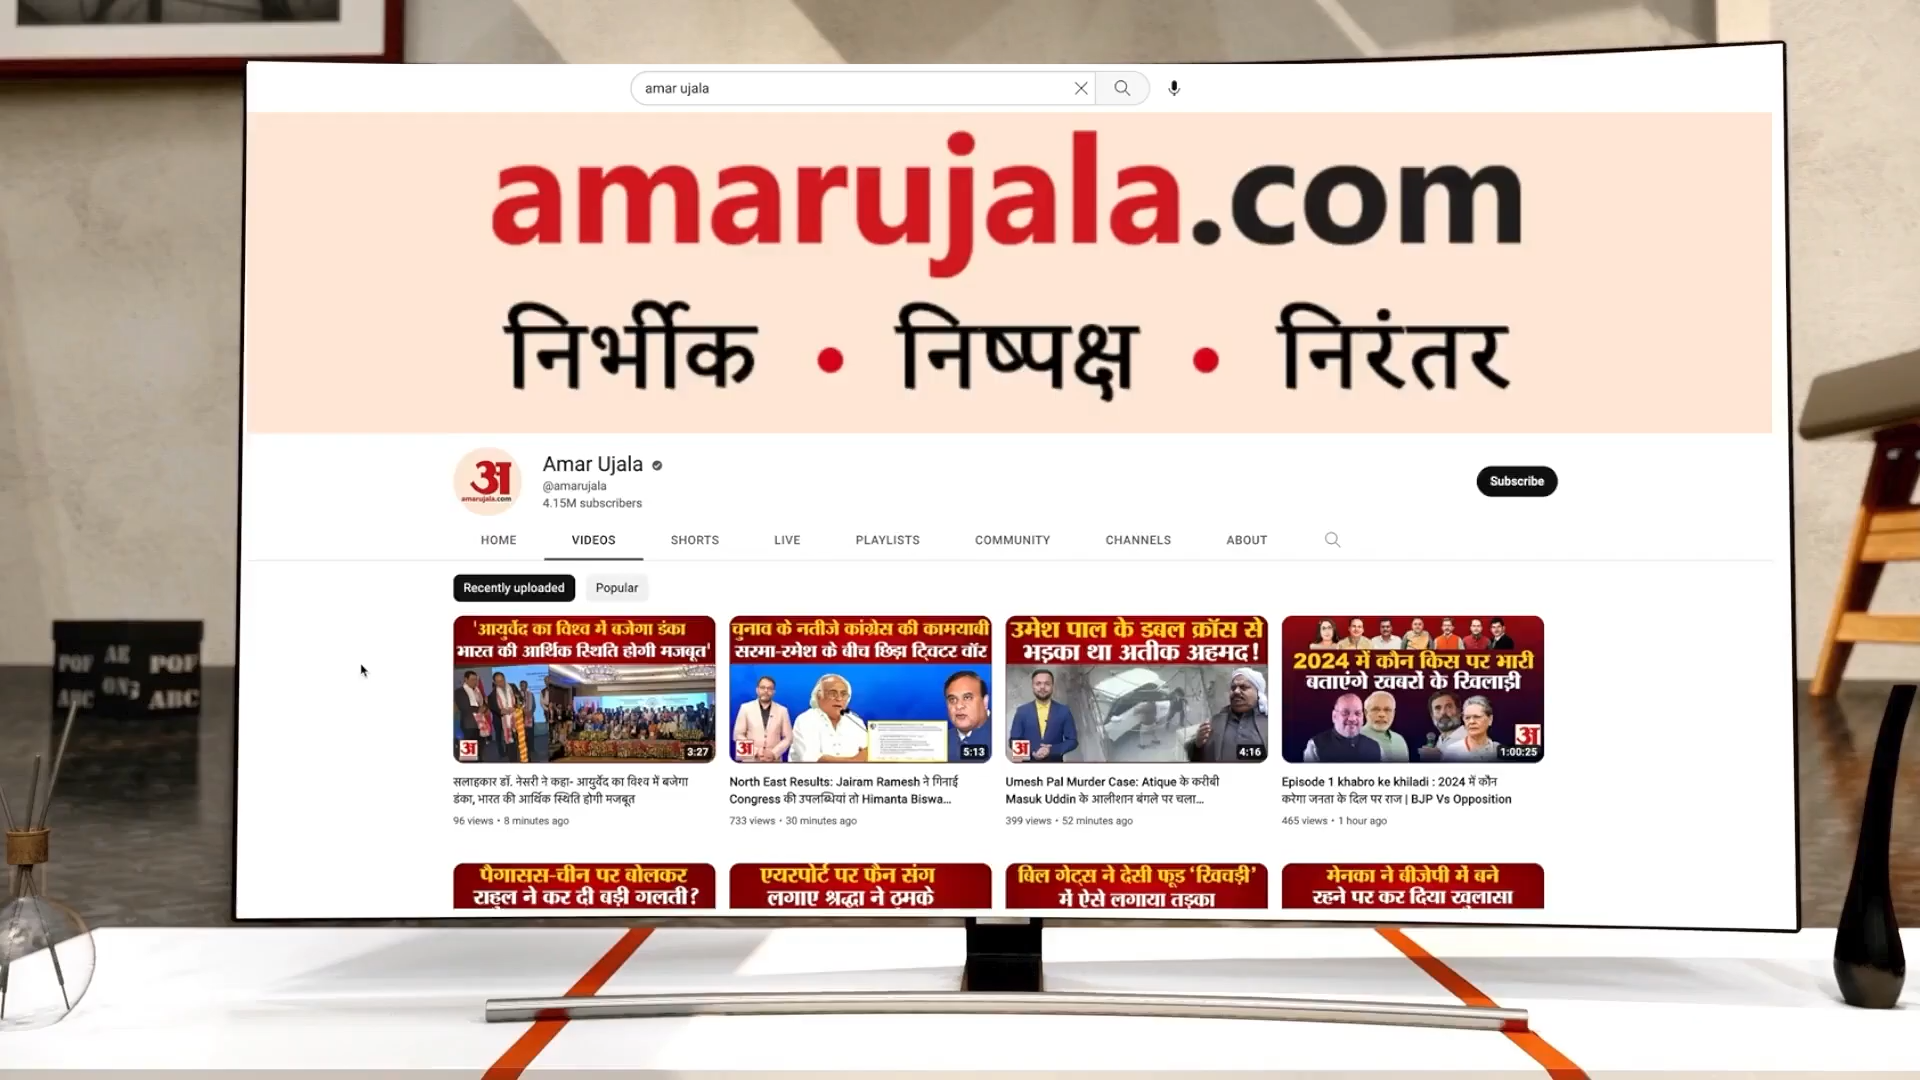 amar ujala
amarujala.com
निर्भीक • निष्पक्ष • निरंतर
अ
amarujala.com
Amar Ujala
@amarujala
4.15M subscribers
Subscribe
HOME VIDEOS SHORTS LIVE PLAYLISTS COMMUNITY CHANNELS ABOUT
Recently uploaded Popular
'आयुर्वेद का विश्व में बजेगा डंका
भारत की आर्थिक स्थिति होगी मजबूत'
अ
3:27
सलाहकार डॉ. नेसरी ने कहा- आयुर्वेद का विश्व में बजेगा
डंका, भारत की आर्थिक स्थिति होगी मजबूत
96 views • 8 minutes ago
चुनाव के नतीजे कांग्रेस की कामयाबी
सरमा-रमेश के बीच छिड़ा ट्विटर वॉर
अ
5:13
North East Results: Jairam Ramesh ने गिनाई
Congress की उपलब्धियां तो Himanta Biswa...
733 views • 30 minutes ago
उमेश पाल के डबल क्रॉस से
भड़का था अतीक अहमद!
अ
4:16
Umesh Pal Murder Case: Atique के करीबी
Masuk Uddin के आलीशान बंगले पर चला...
399 views • 52 minutes ago
2024 में कौन किस पर भारी
बताएंगे खबरों के खिलाड़ी
अ
1:00:25
Episode 1 khabro ke khiladi : 2024 में कौन
करेगा जनता के दिल पर राज | BJP Vs Opposition
465 views • 1 hour ago
पैगासस-चीन पर बोलकर
राहुल ने कर दी बड़ी गलती?
एयरपोर्ट पर फैन संग
लगाए श्रद्धा ने ठुमके
बिल गेट्स ने देसी फूड 'खिचड़ी'
में ऐसे लगाया तड़का
मेनका ने बीजेपी में बने
रहने पर कर दिया खुलासा
ABC